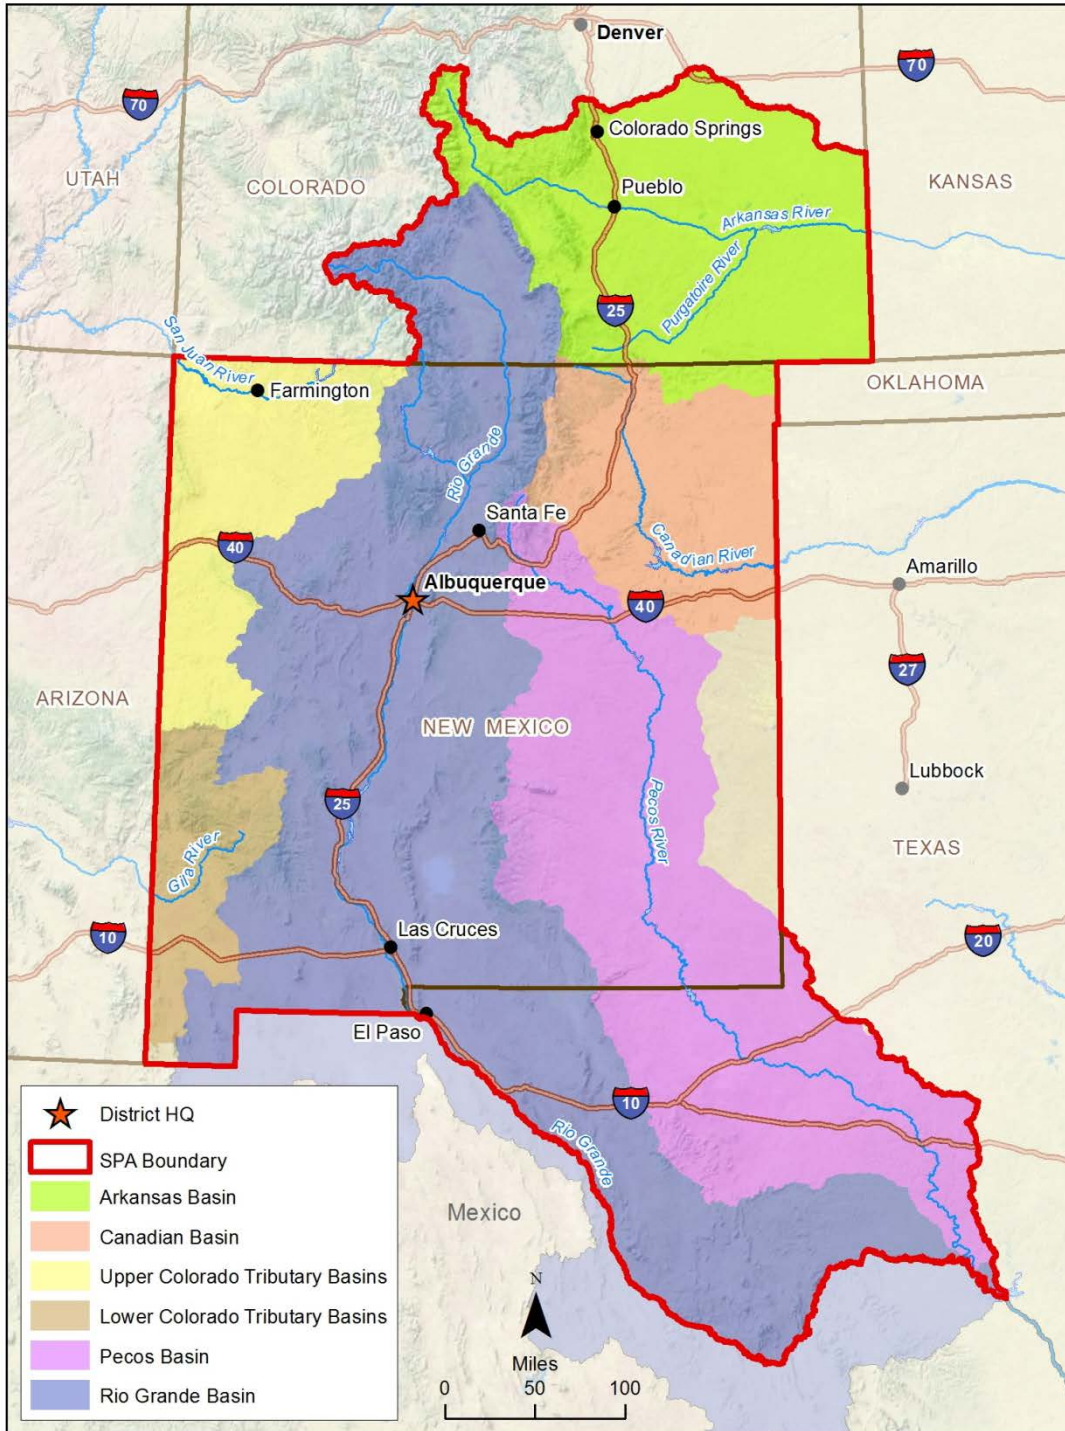 Denver
70
70
Colorado Springs
UTAH
COLORADO
KANSAS
Pueblo
Arkansas River
Purgatoire River
25
San Juan River
Farmington
OKLAHOMA
Rio Grande
Santa Fe
40
Canadian River
Amarillo
Albuquerque
40
27
ARIZONA
NEW MEXICO
Lubbock
25
Pecos River
Gila River
TEXAS
10
Las Cruces
20
El Paso
10
Rio Grande
Mexico
District HQ
SPA Boundary
Arkansas Basin
Canadian Basin
Upper Colorado Tributary Basins
Lower Colorado Tributary Basins
Pecos Basin
Rio Grande Basin
N
Miles
0 50 100